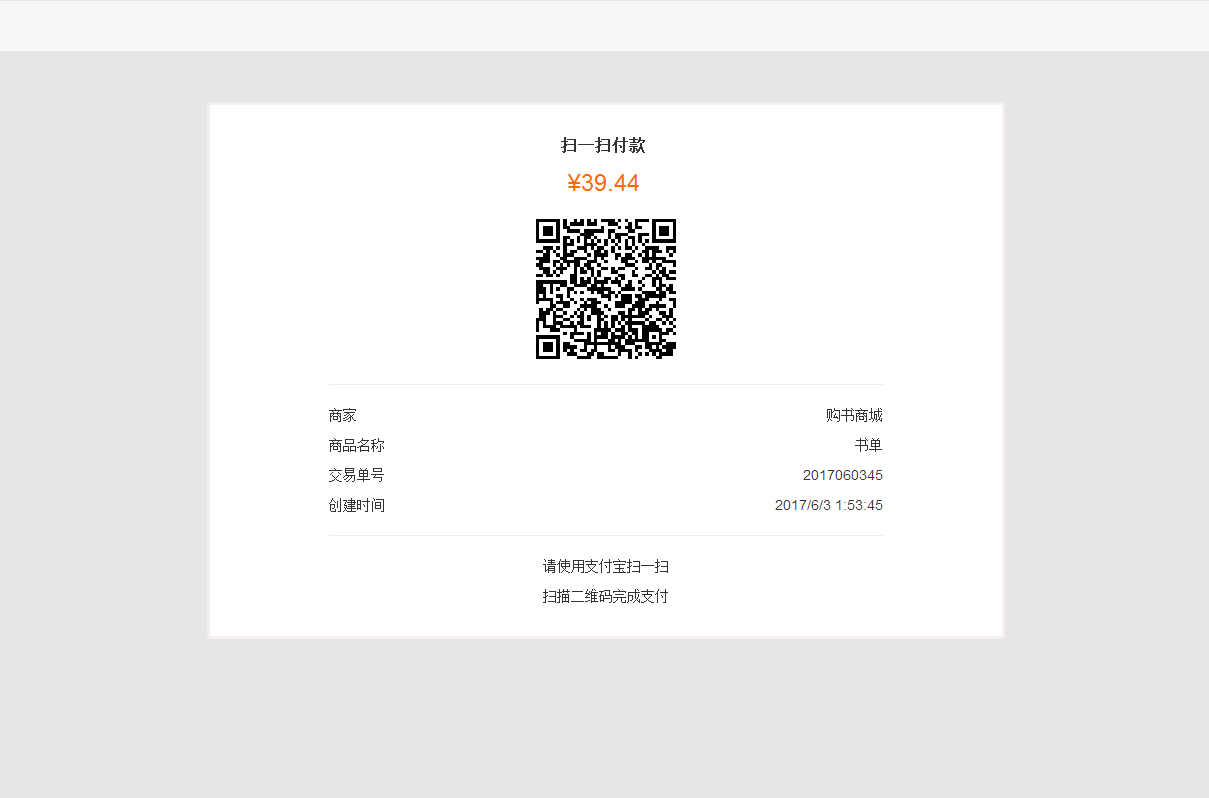 扫一扫付款
¥39.44
商家 购书商城
商品名称 书单
交易单号 2017060345
创建时间 2017/6/3 1:53:45
请使用支付宝扫一扫
扫描二维码完成支付